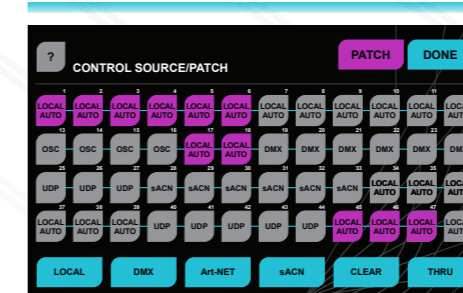 ? PATCH DONE
CONTROL SOURCE/PATCH
1 2 3 4 5 6 7 8 9 10 11
LOCAL LOCAL LOCAL LOCAL LOCAL LOCAL LOCAL LOCAL LOCAL LOCAL LOCAL
AUTO AUTO AUTO AUTO AUTO AUTO AUTO AUTO AUTO AUTO AUTO
13 14 15 16 17 18 19 20 21 22 23
OSC OSC OSC OSC LOCAL AUTO LOCAL AUTO DMX DMX DMX DMX DMX
25 26 27 28 29 30 31 32 33 34 35
UDP UDP UDP sACN sACN sACN sACN sACN sACN LOCAL AUTO LOCAL AUTO
37 38 39 40 41 42 43 44 45 46 47
LOCAL AUTO LOCAL AUTO LOCAL AUTO UDP UDP UDP UDP UDP LOCAL AUTO LOCAL AUTO LOCAL AUTO
LOCAL DMX Art-NET sACN CLEAR THRU